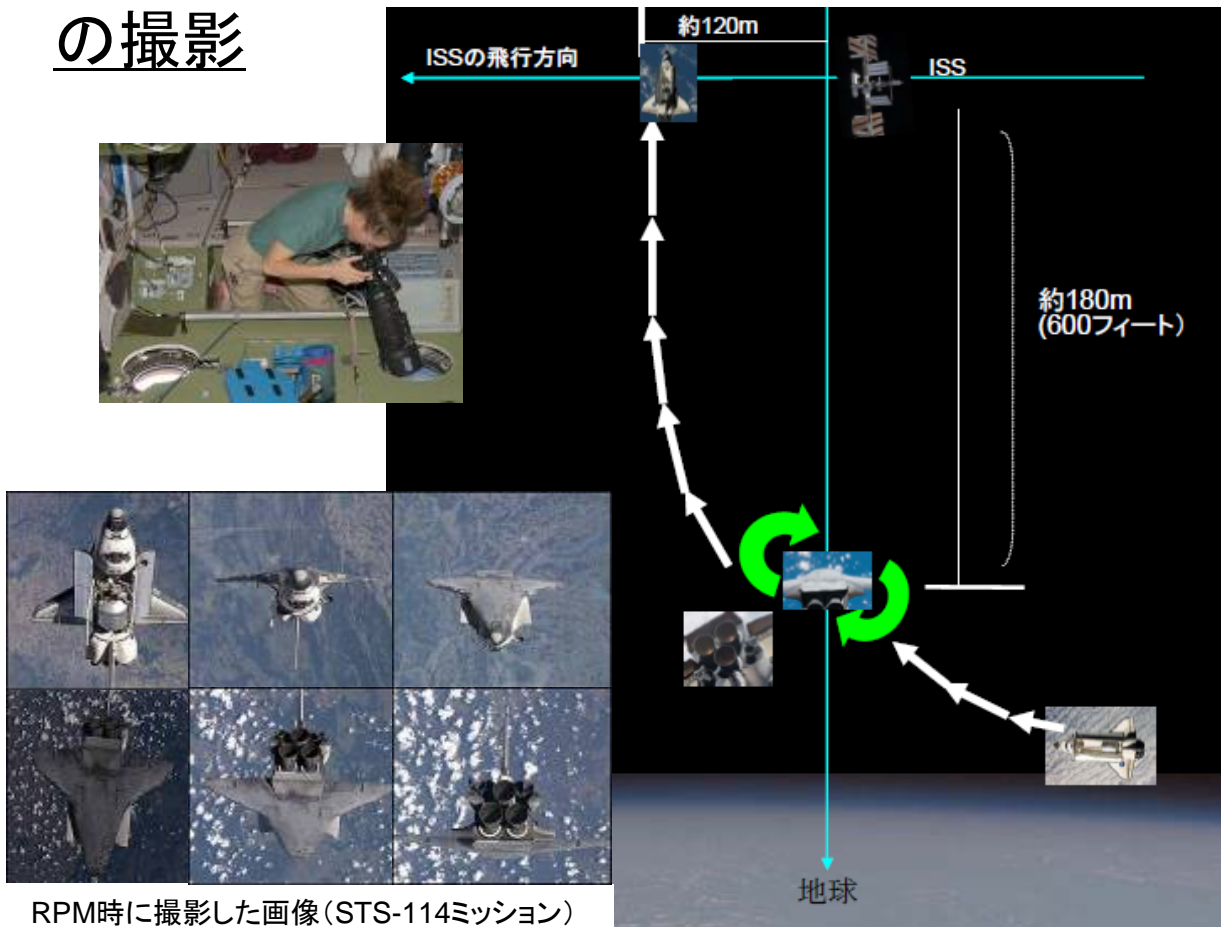 の撮影
約120m
ISSの飛行方向
ISS
約180m
(600フィート)
地球
RPM時に撮影した画像(STS-114ミッション)